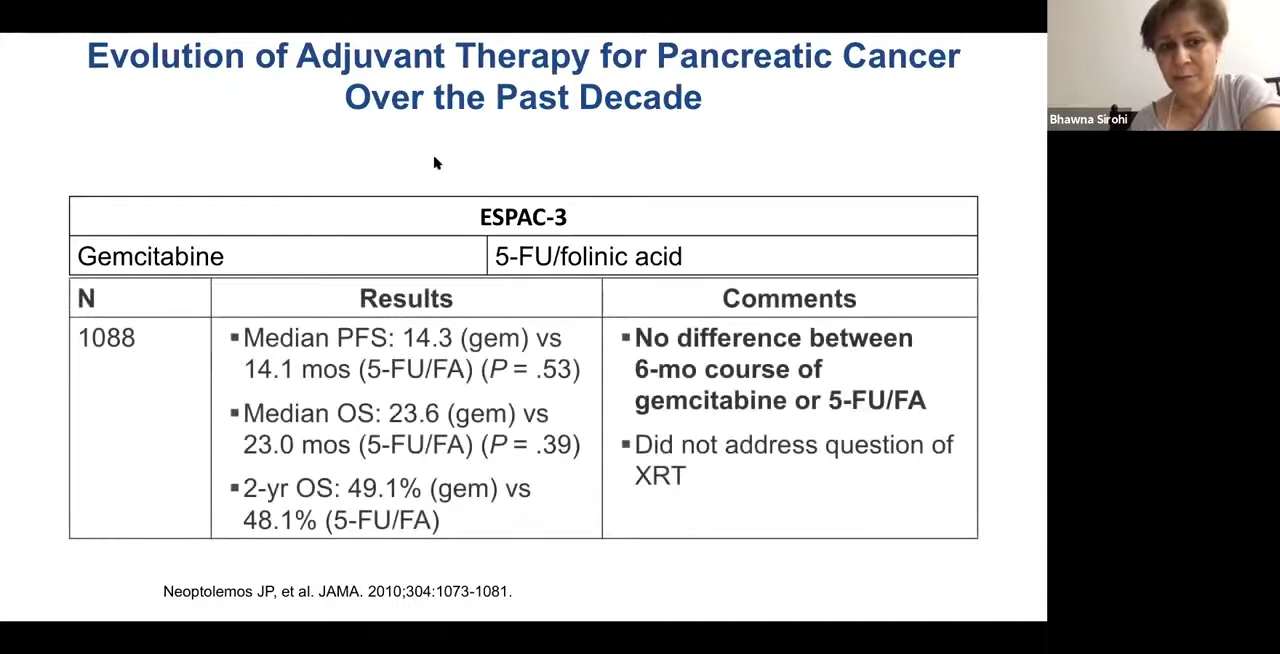 Evolution of Adjuvant Therapy for Pancreatic Cancer
Over the Past Decade
Bhawna Sirohi
ESPAC-3
Gemcitabine
5-FU/folinic acid
N
Results
Comments
1088
▪Median PFS: 14.3 (gem) vs
14.1 mos (5-FU/FA) (P = .53)
▪Median OS: 23.6 (gem) vs
23.0 mos (5-FU/FA) (P = .39)
▪2-yr OS: 49.1% (gem) vs
48.1% (5-FU/FA)
▪No difference between
6-mo course of
gemcitabine or 5-FU/FA
▪Did not address question of
XRT
Neoptolemos JP, et al. JAMA. 2010;304:1073-1081.